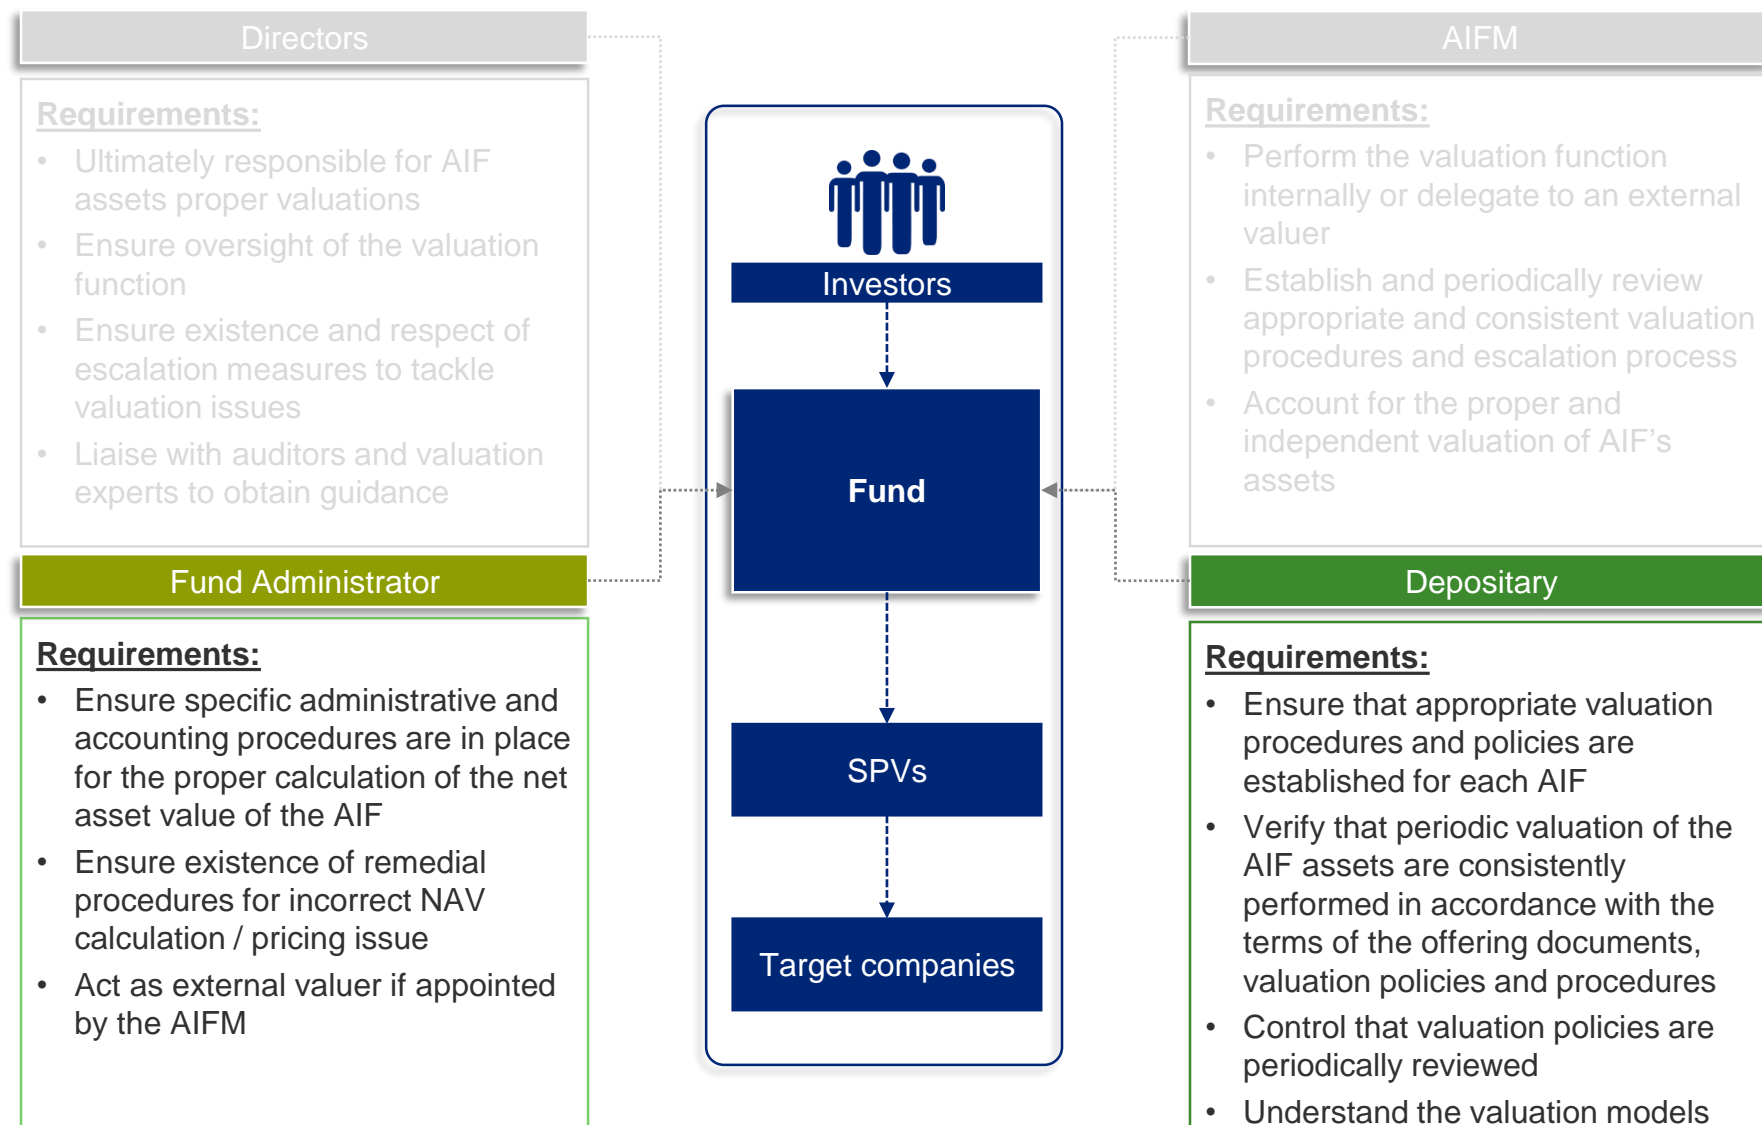 Directors
Requirements:
• Ultimately responsible for AIF
assets proper valuations
• Ensure oversight of the valuation
function
• Ensure existence and respect of
escalation measures to tackle
valuation issues
• Liaise with auditors and valuation
experts to obtain guidance
Fund Administrator
Requirements:
• Ensure specific administrative and
accounting procedures are in place
for the proper calculation of the net
asset value of the AIF
• Ensure existence of remedial
procedures for incorrect NAV
calculation / pricing issue
• Act as external valuer if appointed
by the AIFM
Investors
Fund
SPVs
Target companies
AIFM
Requirements:
• Perform the valuation function
internally or delegate to an external
valuer
• Establish and periodically review
appropriate and consistent valuation
procedures and escalation process
• Account for the proper and
independent valuation of AIF’s
assets
Depositary
Requirements:
• Ensure that appropriate valuation
procedures and policies are
established for each AIF
• Verify that periodic valuation of the
AIF assets are consistently
performed in accordance with the
terms of the offering documents,
valuation policies and procedures
• Control that valuation policies are
periodically reviewed
• Understand the valuation models